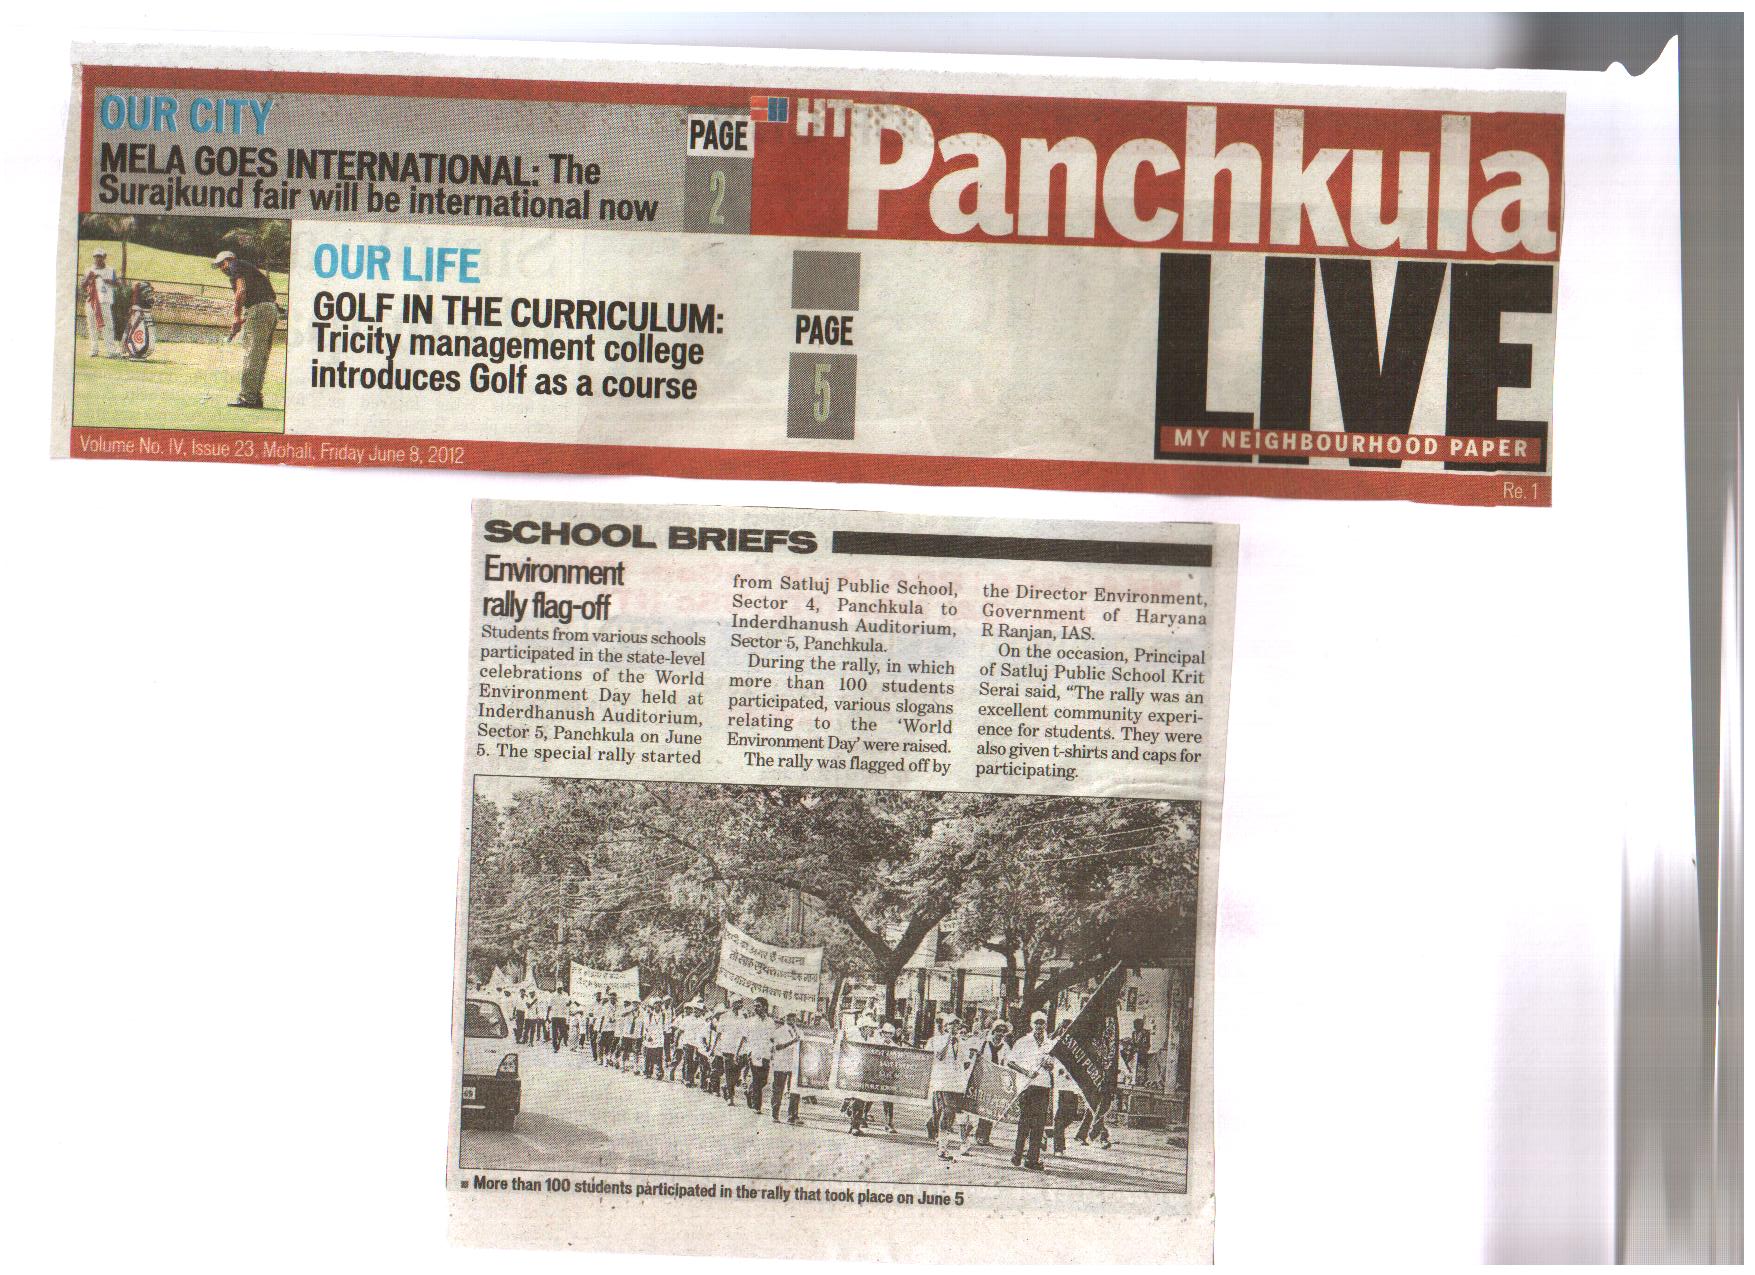 OUR CITY
MELA GOES INTERNATIONAL: The
Surajkund fair will be international now
PAGE
2
HT Panchkula
LIVE
MY NEIGHBOURHOOD PAPER
OUR LIFE
GOLF IN THE CURRICULUM:
Tricity management college
introduces Golf as a course
PAGE
5
Volume No. IV, Issue 23, Mohali, Friday June 8, 2012
Re. 1
SCHOOL BRIEFS
Environment
rally flag-off
Students from various schools
participated in the state-level
celebrations of the World
Environment Day held at
Inderdhanush Auditorium,
Sector 5, Panchkula on June
5. The special rally started
from Satluj Public School,
Sector 4, Panchkula to
Inderdhanush Auditorium,
Sector 5, Panchkula.
During the rally, in which
more than 100 students
participated, various slogans
relating to the ‘World
Environment Day’ were raised.
The rally was flagged off by
the Director Environment,
Government of Haryana
R Ranjan, IAS.
On the occasion, Principal
of Satluj Public School Krit
Serai said, “The rally was an
excellent community experi-
ence for students. They were
also given t-shirts and caps for
participating.
SATLUJ PUBLIC
More than 100 students participated in the rally that took place on June 5